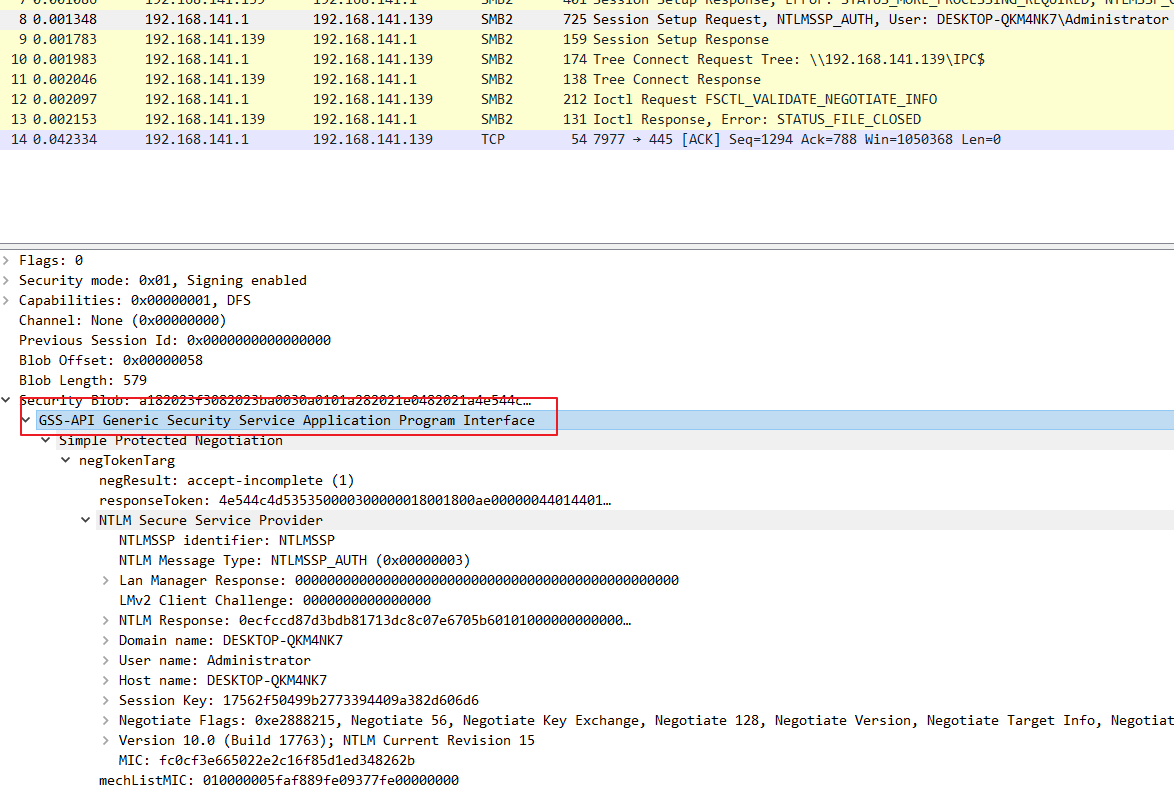 7 0.001086 192.168.141.139 192.168.141.1 SMB2 401 Session Setup Response, Error: STATUS_MORE_PROCESSING_REQUIRED, NTLMSSP_C
8 0.001348 192.168.141.1 192.168.141.139 SMB2 725 Session Setup Request, NTLMSSP_AUTH, User: DESKTOP-QKM4NK7\Administrator
9 0.001783 192.168.141.139 192.168.141.1 SMB2 159 Session Setup Response
10 0.001983 192.168.141.1 192.168.141.139 SMB2 174 Tree Connect Request Tree: \\192.168.141.139\IPC$
11 0.002046 192.168.141.139 192.168.141.1 SMB2 138 Tree Connect Response
12 0.002097 192.168.141.1 192.168.141.139 SMB2 212 Ioctl Request FSCTL_VALIDATE_NEGOTIATE_INFO
13 0.002153 192.168.141.139 192.168.141.1 SMB2 131 Ioctl Response, Error: STATUS_FILE_CLOSED
14 0.042334 192.168.141.1 192.168.141.139 TCP 54 7977 → 445 [ACK] Seq=1294 Ack=788 Win=1050368 Len=0
Flags: 0
Security mode: 0x01, Signing enabled
Capabilities: 0x00000001, DFS
Channel: None (0x00000000)
Previous Session Id: 0x0000000000000000
Blob Offset: 0x00000058
Blob Length: 579
Security Blob: a182023f3082023ba0030a0101a282021e0482021a4e544c…
GSS-API Generic Security Service Application Program Interface
Simple Protected Negotiation
negTokenTarg
negResult: accept-incomplete (1)
responseToken: 4e544c4d535350000300000018001800ae00000044014401…
NTLM Secure Service Provider
NTLMSSP identifier: NTLMSSP
NTLM Message Type: NTLMSSP_AUTH (0x00000003)
Lan Manager Response: 000000000000000000000000000000000000000000000000
LMv2 Client Challenge: 0000000000000000
NTLM Response: 0ecfccd87d3bdb81713dc8c07e6705b60101000000000000…
Domain name: DESKTOP-QKM4NK7
User name: Administrator
Host name: DESKTOP-QKM4NK7
Session Key: 17562f50499b2773394409a382d606d6
Negotiate Flags: 0xe2888215, Negotiate 56, Negotiate Key Exchange, Negotiate 128, Negotiate Version, Negotiate Target Info, Negotiat
Version 10.0 (Build 17763); NTLM Current Revision 15
MIC: fc0cf3e665022e2c16f85d1ed348262b
mechListMIC: 010000005faf889fe09377fe00000000